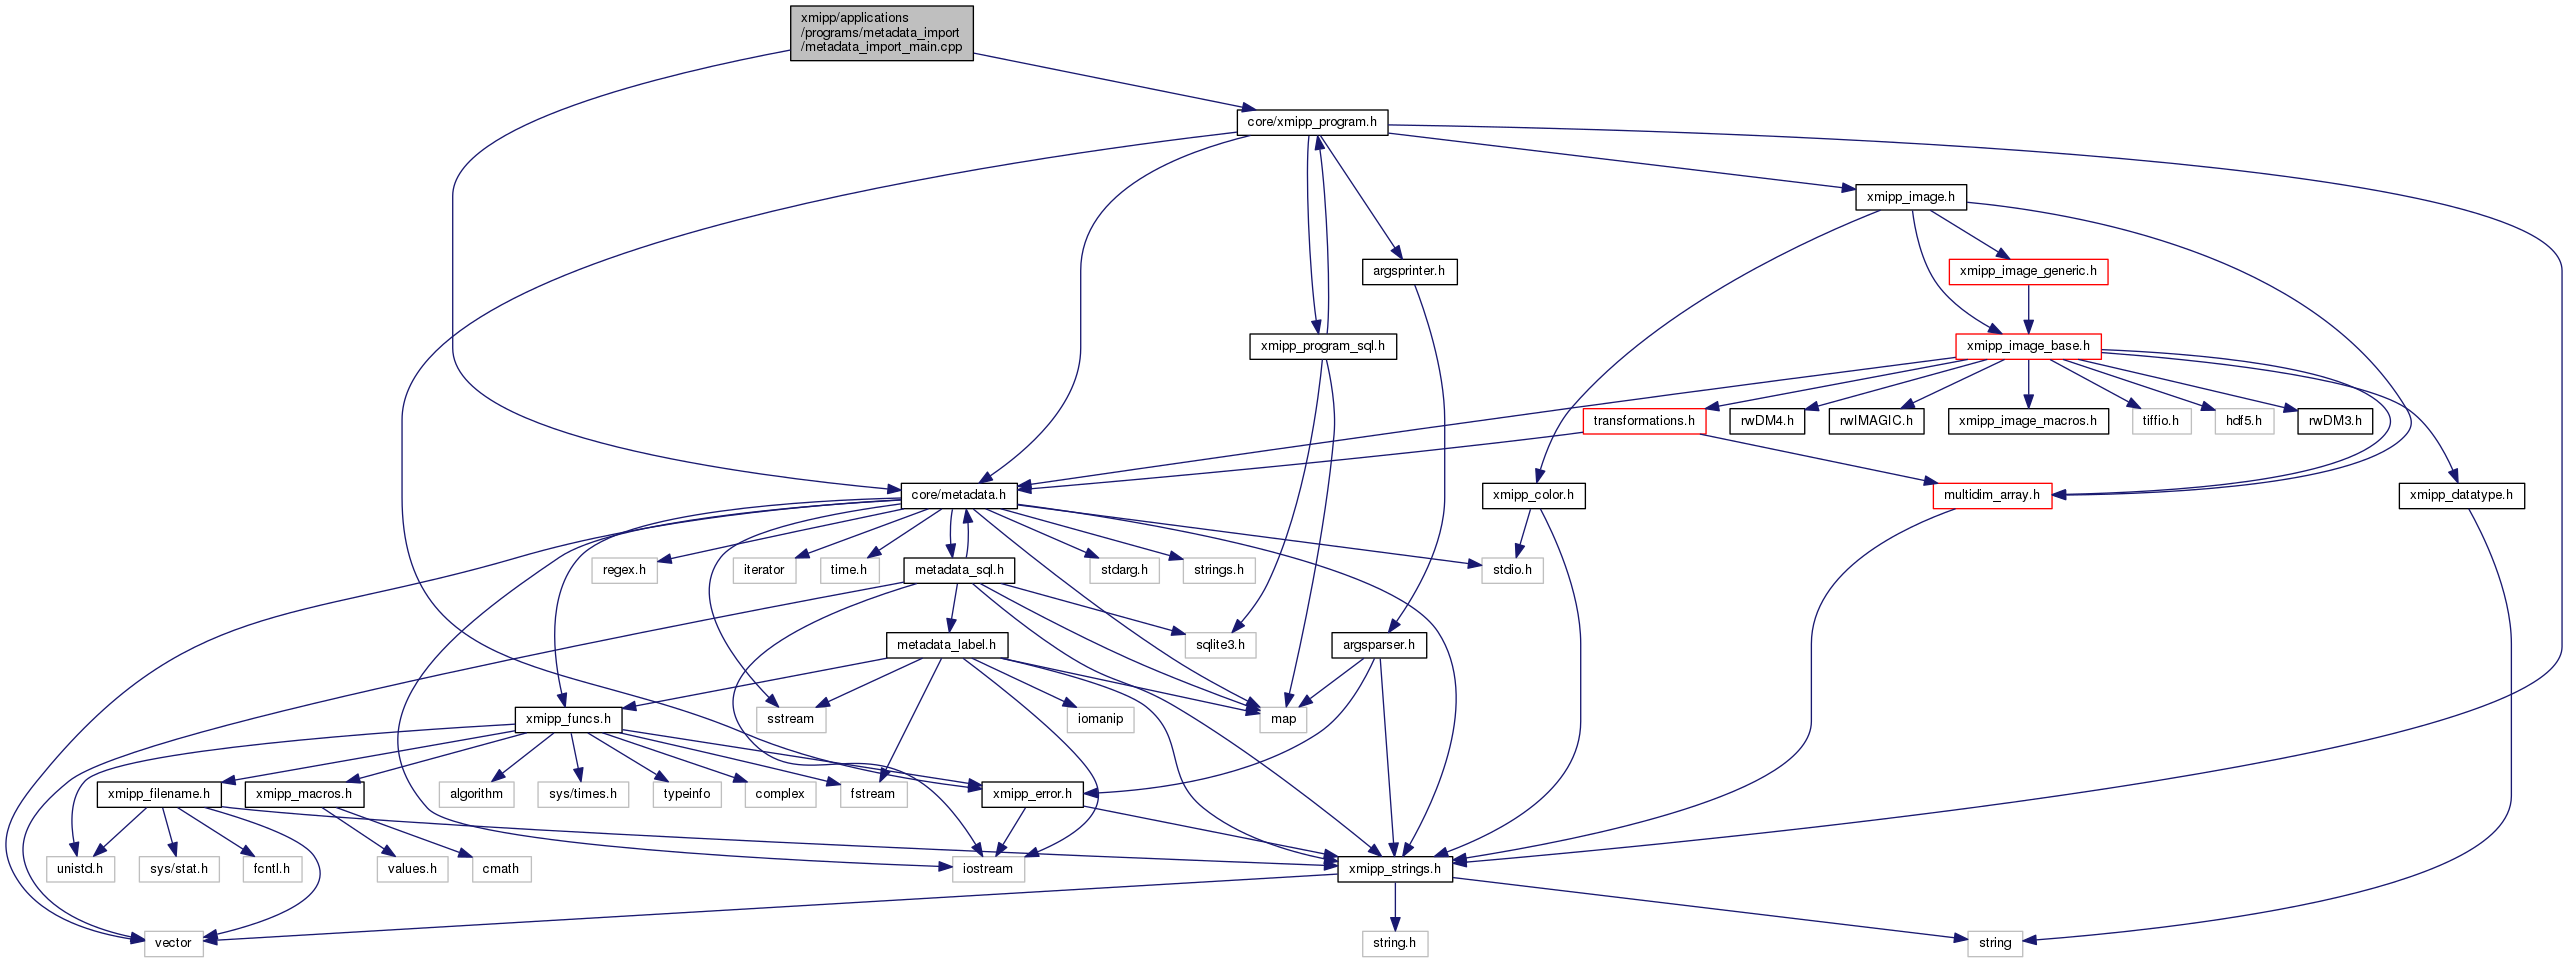 xmipp/applications
/programs/metadata_import
/metadata_import_main.cpp
core/xmipp_program.h
xmipp_image.h
argsprinter.h
xmipp_image_generic.h
xmipp_program_sql.h
xmipp_image_base.h
transformations.h
rwDM4.h
rwIMAGIC.h
xmipp_image_macros.h
tiffio.h
hdf5.h
rwDM3.h
core/metadata.h
xmipp_color.h
multidim_array.h
xmipp_datatype.h
regex.h
iterator
time.h
metadata_sql.h
stdarg.h
strings.h
stdio.h
metadata_label.h
sqlite3.h
argsparser.h
xmipp_funcs.h
sstream
iomanip
map
xmipp_filename.h
xmipp_macros.h
algorithm
sys/times.h
typeinfo
complex
fstream
xmipp_error.h
unistd.h
sys/stat.h
fcntl.h
values.h
cmath
iostream
xmipp_strings.h
vector
string.h
string